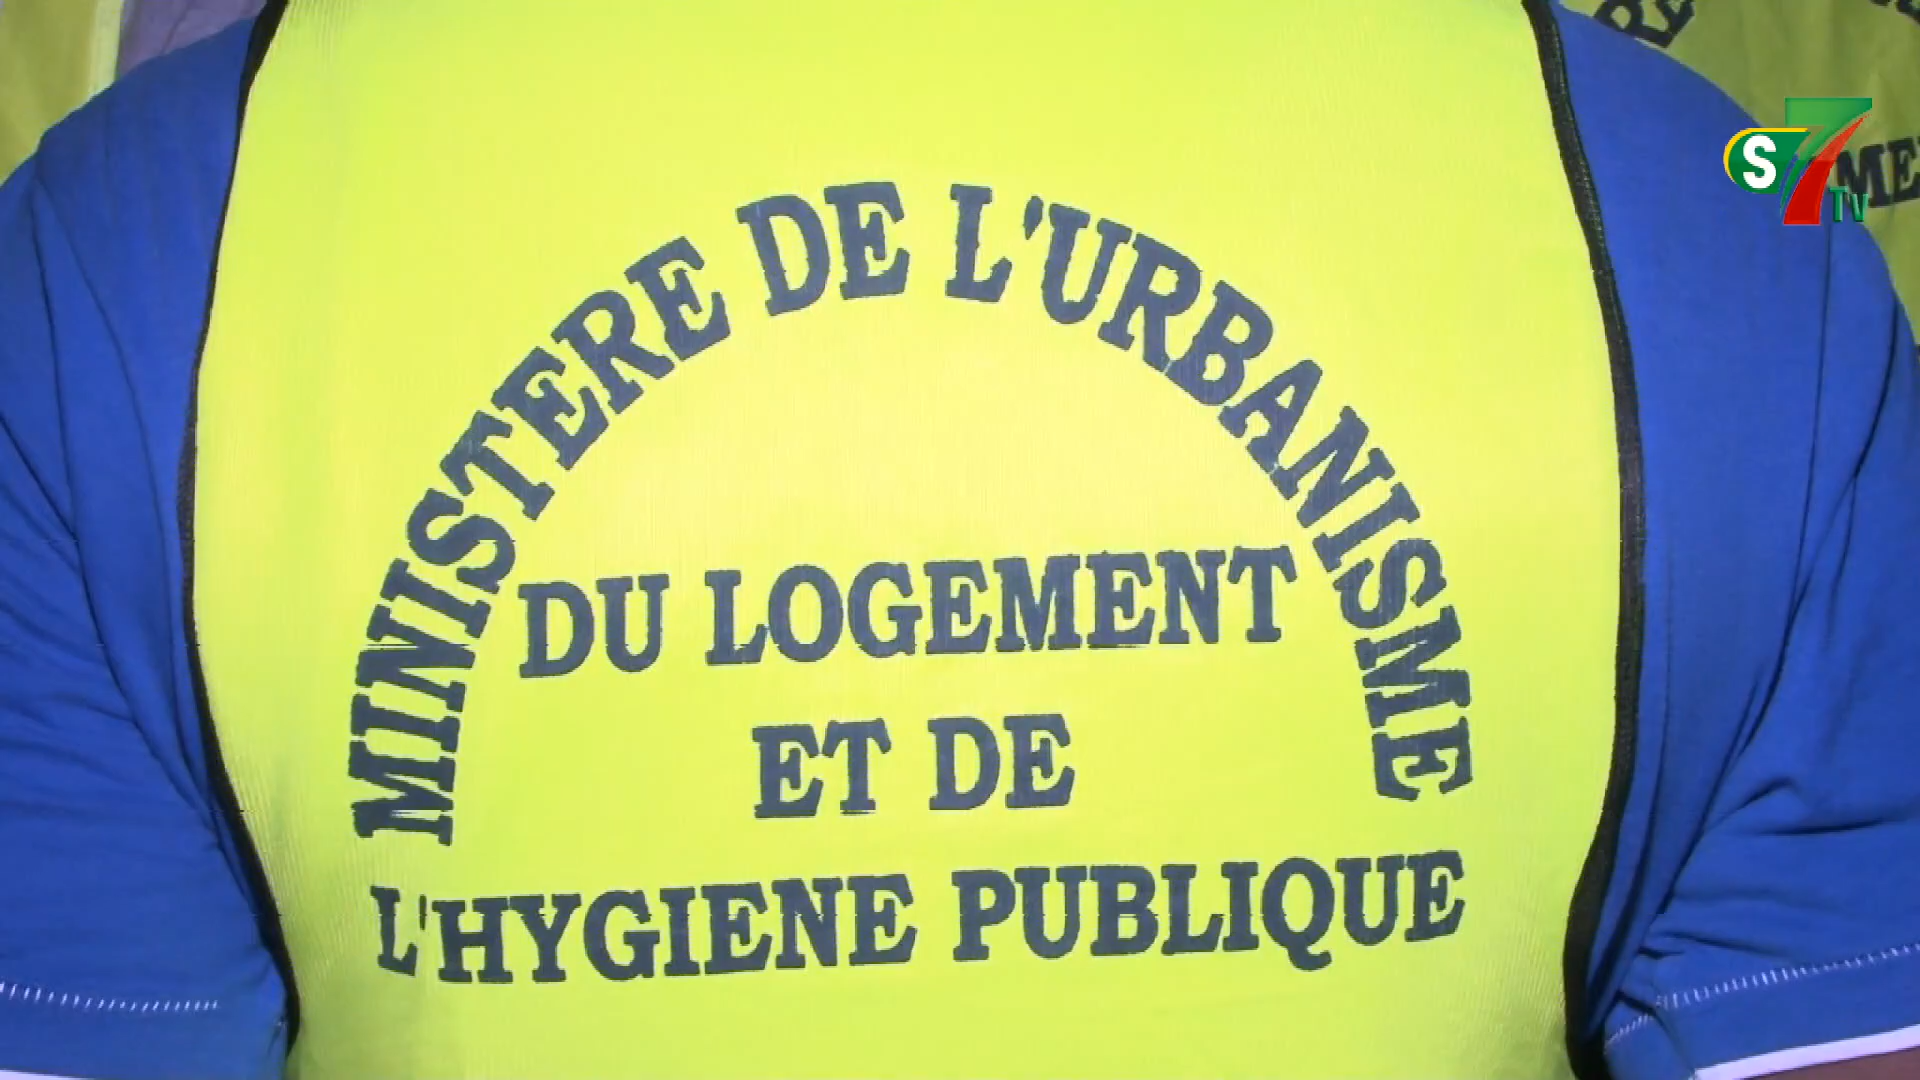 MINISTERE DE L'URBANISME
DU LOGEMENT
ET DE
L'HYGIENE PUBLIQUE
S7TV